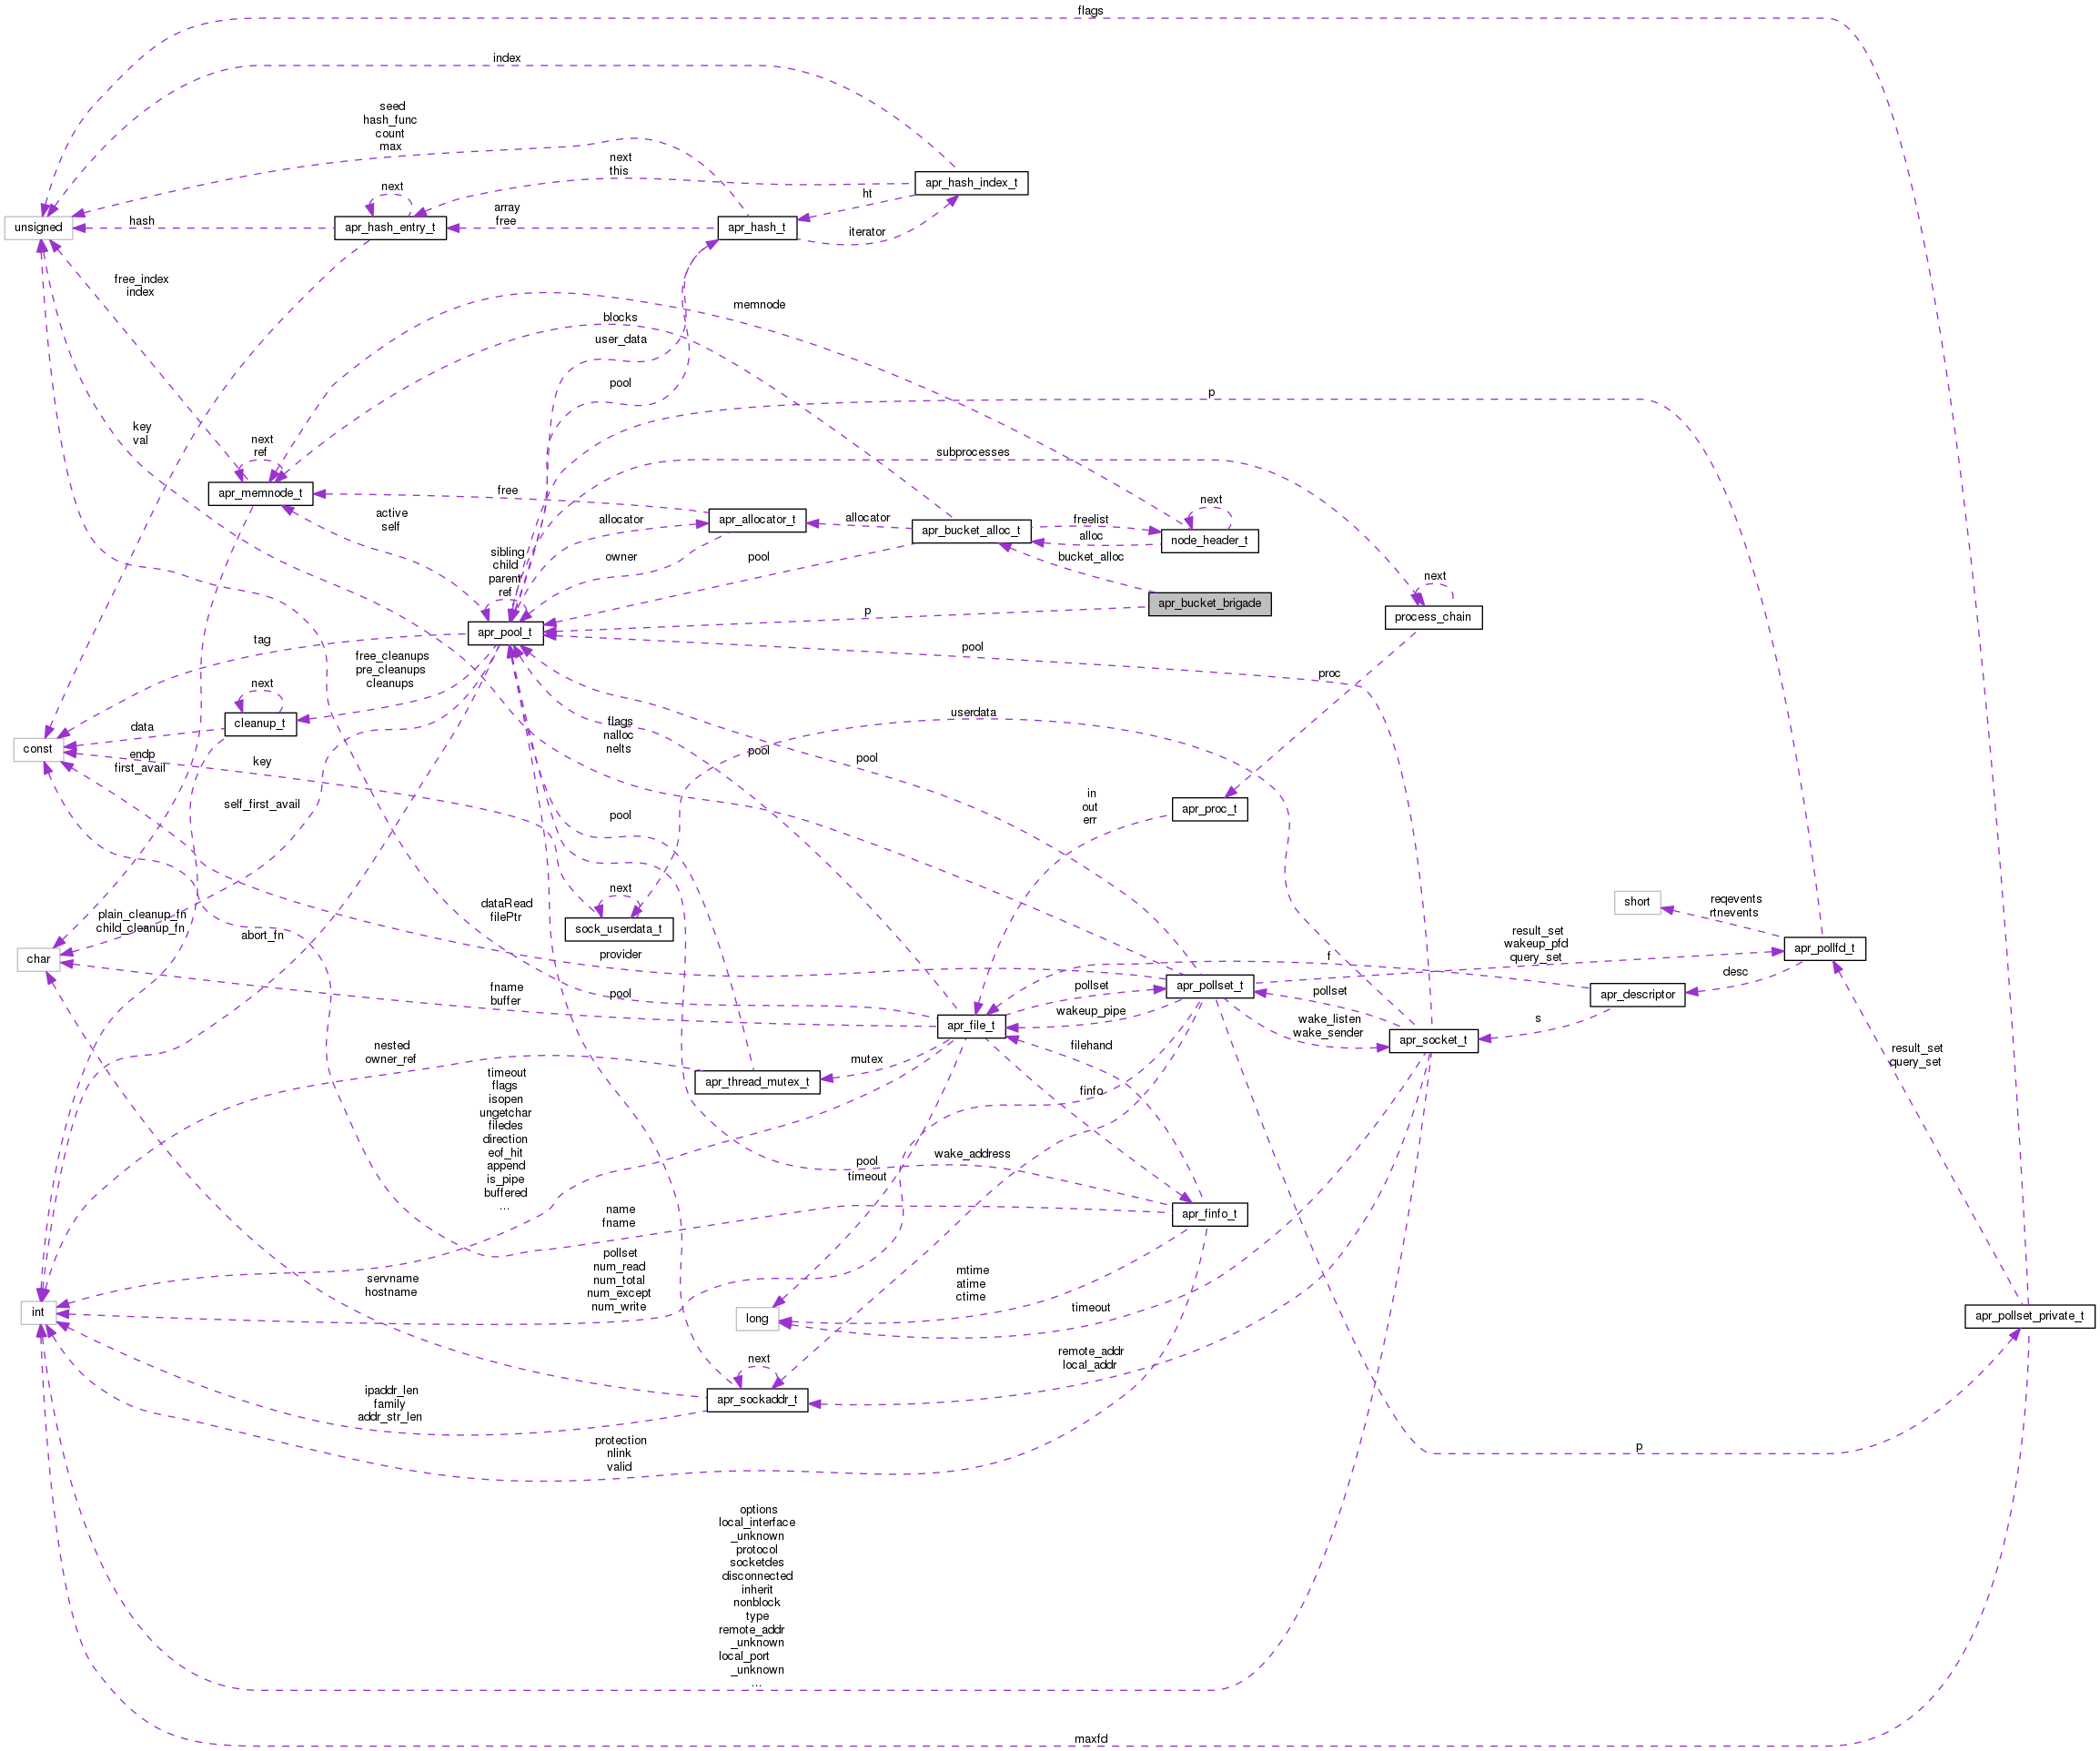 flags
index
seed
hash_func
count
max
next
this
apr_hash_index_t
next
ht
array
free
hash
unsigned
apr_hash_entry_t
apr_hash_t
iterator
free_index
index
memnode
blocks
user_data
pool
p
key
val
next
ref
subprocesses
apr_memnode_t
free
next
active
self
allocator
apr_allocator_t
allocator
apr_bucket_alloc_t
freelist
alloc
node_header_t
sibling
child
parent
ref
owner
pool
bucket_alloc
next
apr_bucket_brigade
p
process_chain
apr_pool_t
tag
pool
free_cleanups
pre_cleanups
cleanups
proc
next
cleanup_t
data
userdata
const
endp
first_avail
key
flags
nalloc
nelts
pool
pool
self_first_avail
pool
in
out
err
apr_proc_t
next
dataRead
filePtr
short
reqevents
rtnevents
plain_cleanup_fn
child_cleanup_fn
abort_fn
sock_userdata_t
result_set
wakeup_pfd
query_set
apr_pollfd_t
char
provider
f
desc
fname
buffer
pool
pollset
apr_pollset_t
pollset
apr_descriptor
wakeup_pipe
wake_listen
wake_sender
s
apr_file_t
apr_socket_t
nested
owner_ref
mutex
filehand
result_set
query_set
apr_thread_mutex_t
finfo
timeout
flags
isopen
ungetchar
filedes
direction
eof_hit
append
is_pipe
buffered
...
wake_address
pool
timeout
name
fname
apr_finfo_t
pollset
num_read
num_total
num_except
num_write
servname
hostname
mtime
atime
ctime
int
long
timeout
apr_pollset_private_t
next
remote_addr
local_addr
apr_sockaddr_t
ipaddr_len
family
addr_str_len
protection
nlink
valid
p
options
local_interface
_unknown
protocol
socketdes
disconnected
inherit
nonblock
type
remote_addr
_unknown
local_port
_unknown
...
maxfd